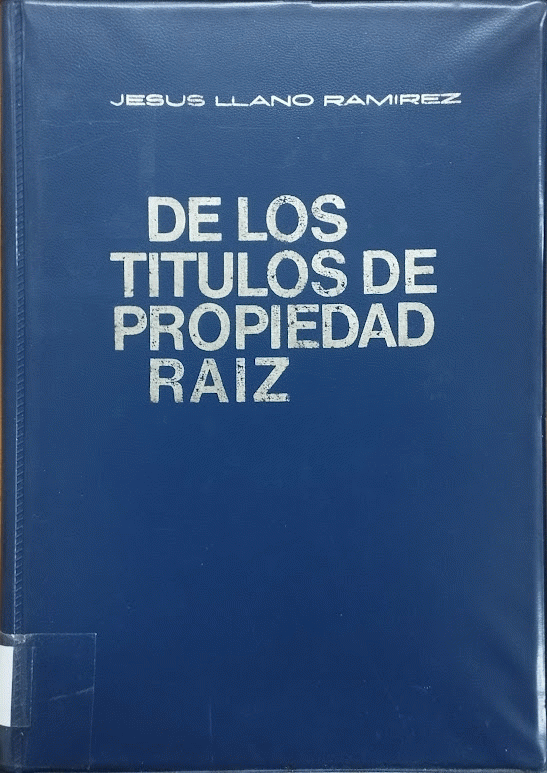 JESUS LLANO RAMIREZ
DE LOS
TITULOS DE
PROPIEDAD
RAIZ